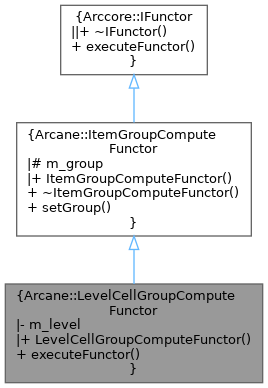 {Arccore::IFunctor
||+ ~IFunctor()
+ executeFunctor()
}
{Arcane::ItemGroupCompute
Functor
|# m_group
|+ ItemGroupComputeFunctor()
+ ~ItemGroupComputeFunctor()
+ setGroup()
}
{Arcane::LevelCellGroupCompute
Functor
|- m_level
|+ LevelCellGroupComputeFunctor()
+ executeFunctor()
}